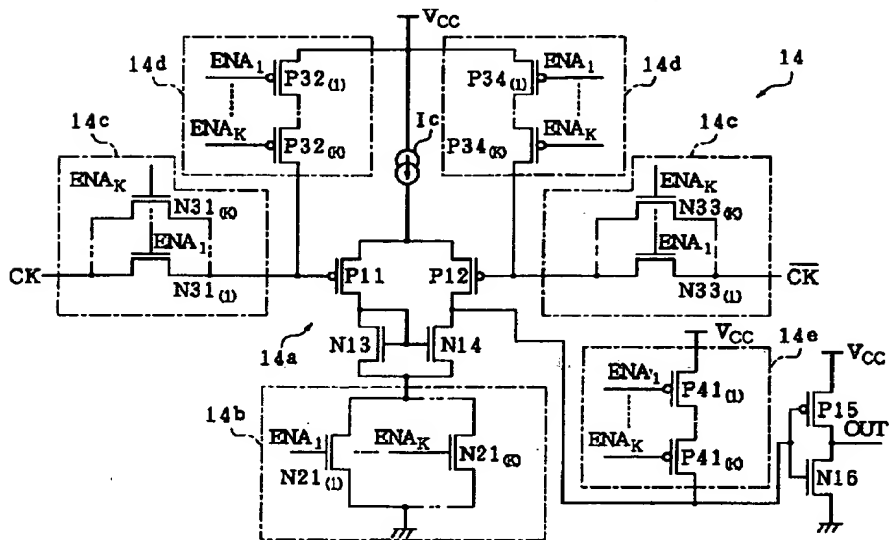 VCC
14d
ENA1
P32(1)
ENAK
P32(K)
ENA1
P34(1)
ENAK
P34(K)
14d
14
Ic
14c
ENAK
N31(K)
ENA1
CK
N31(1)
14c
ENAK
N33(K)
ENA1
N33(1)
C̅K̅
P11
P12
14a
N13
N14
14b
ENA1
N21(1)
ENAK
N21(K)
VCC
14e
ENA1
P41(1)
ENAK
P41(K)
VCC
P15
OUT
N16